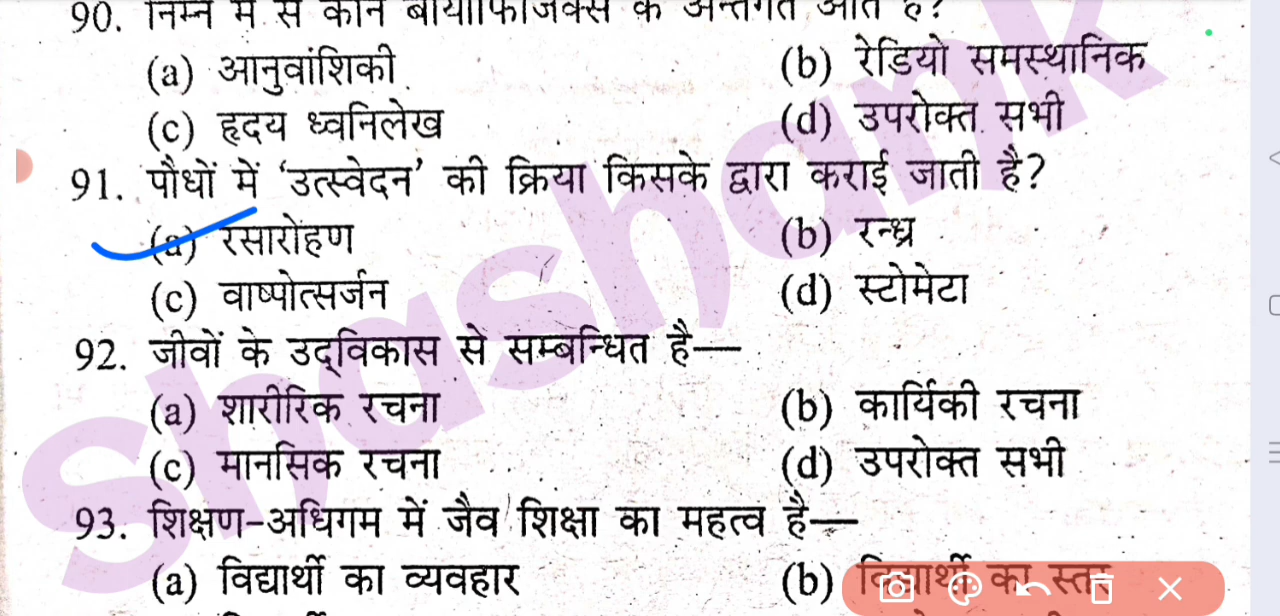 90. निम्न में से कौन बायोफिजिक्स के अन्तर्गत आते है?
(a) आनुवांशिकी (b) रेडियो समस्थानिक
(c) हृदय ध्वनिलेख (d) उपरोक्त सभी
91. पौधों में ‘उत्स्वेदन’ की क्रिया किसके द्वारा कराई जाती है?
(a) रसारोहण (b) रन्ध्र
(c) वाष्पोत्सर्जन (d) स्टोमेटा
92. जीवों के उद्‌विकास से सम्बन्धित है—
(a) शारीरिक रचना (b) कार्यिकी रचना
(c) मानसिक रचना (d) उपरोक्त सभी
93. शिक्षण-अधिगम में जैव शिक्षा का महत्व है—
(a) विद्यार्थी का व्यवहार (b) विद्यार्थी का स्तर
Shashank